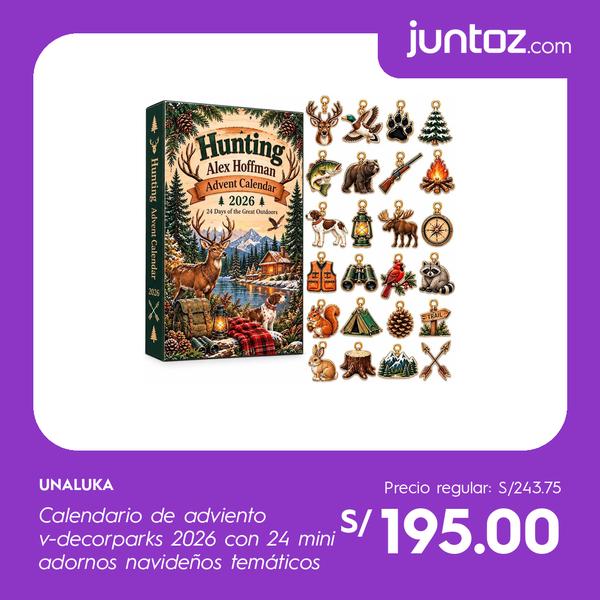 juntoz.com
Hunting
Alex Hoffman
Advent Calendar
2026
24 Days of the Great Outdoors
Hunting Advent Calendar 2026
TRAIL
UNALUKA
Calendario de adviento
v-decorparks 2026 con 24 mini
adornos navideños temáticos
Precio regular: S/243.75
S/195.00